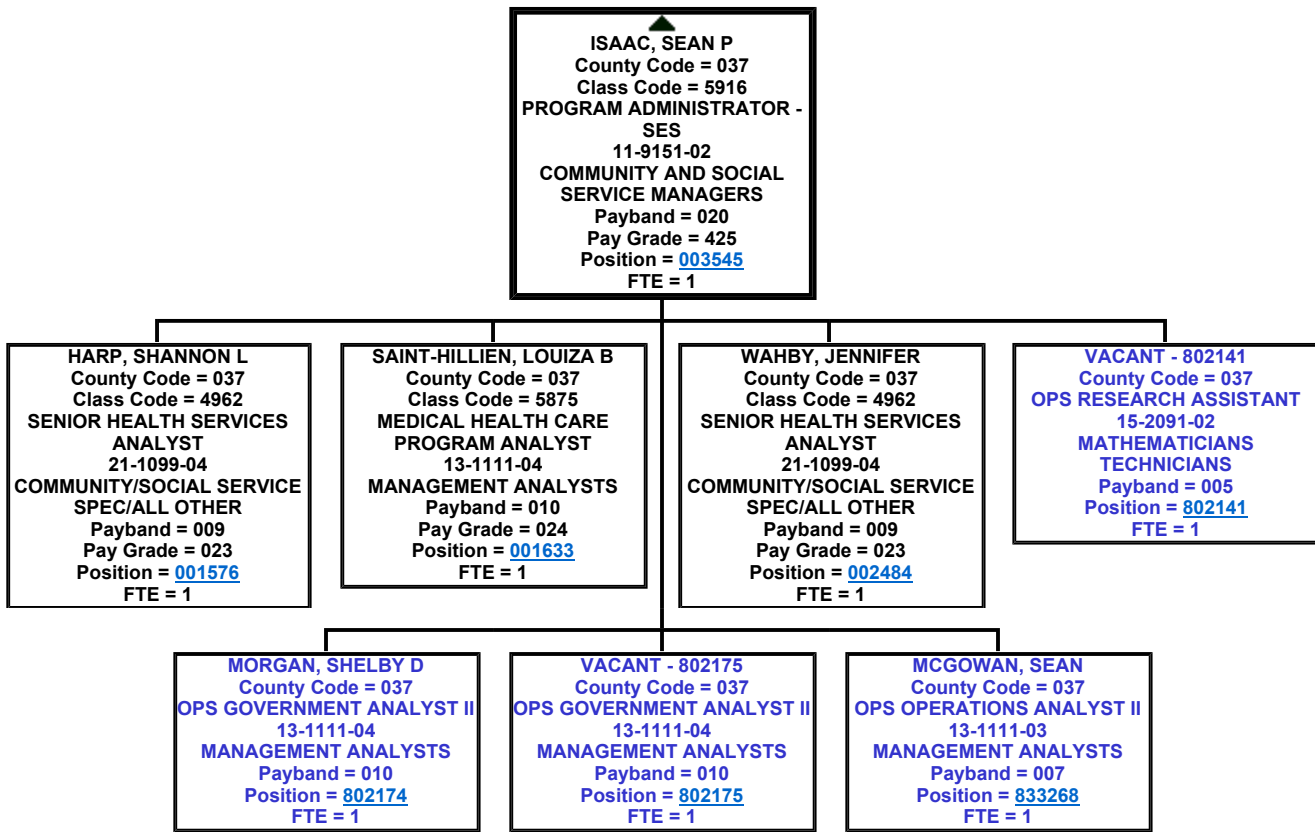 ISAAC, SEAN P
County Code = 037
Class Code = 5916
PROGRAM ADMINISTRATOR -
SES
11-9151-02
COMMUNITY AND SOCIAL
SERVICE MANAGERS
Payband = 020
Pay Grade = 425
Position = 003545
FTE = 1
HARP, SHANNON L
County Code = 037
Class Code = 4962
SENIOR HEALTH SERVICES
ANALYST
21-1099-04
COMMUNITY/SOCIAL SERVICE
SPEC/ALL OTHER
Payband = 009
Pay Grade = 023
Position = 001576
FTE = 1
SAINT-HILLIEN, LOUIZA B
County Code = 037
Class Code = 5875
MEDICAL HEALTH CARE
PROGRAM ANALYST
13-1111-04
MANAGEMENT ANALYSTS
Payband = 010
Pay Grade = 024
Position = 001633
FTE = 1
WAHBY, JENNIFER
County Code = 037
Class Code = 4962
SENIOR HEALTH SERVICES
ANALYST
21-1099-04
COMMUNITY/SOCIAL SERVICE
SPEC/ALL OTHER
Payband = 009
Pay Grade = 023
Position = 002484
FTE = 1
VACANT - 802141
County Code = 037
OPS RESEARCH ASSISTANT
15-2091-02
MATHEMATICIANS
TECHNICIANS
Payband = 005
Position = 802141
FTE = 1
MORGAN, SHELBY D
County Code = 037
OPS GOVERNMENT ANALYST II
13-1111-04
MANAGEMENT ANALYSTS
Payband = 010
Position = 802174
FTE = 1
VACANT - 802175
County Code = 037
OPS GOVERNMENT ANALYST II
13-1111-04
MANAGEMENT ANALYSTS
Payband = 010
Position = 802175
FTE = 1
MCGOWAN, SEAN
County Code = 037
OPS OPERATIONS ANALYST II
13-1111-03
MANAGEMENT ANALYSTS
Payband = 007
Position = 833268
FTE = 1